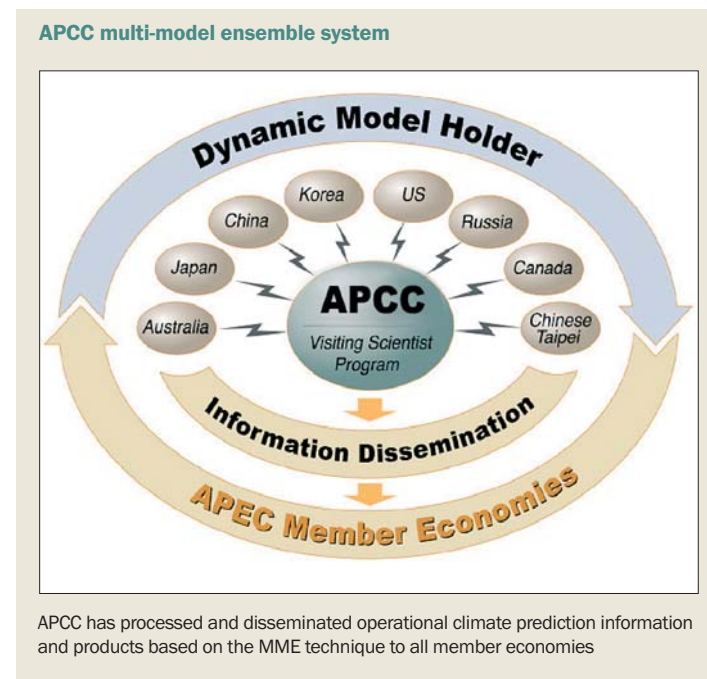 APCC multi-model ensemble system
Dynamic Model Holder
Korea
US
China
Russia
Japan
Canada
Australia
Chinese
Taipei
APCC
Visiting Scientist
Program
Information Dissemination
APEC Member Economies
APCC has processed and disseminated operational climate prediction information
and products based on the MME technique to all member economies